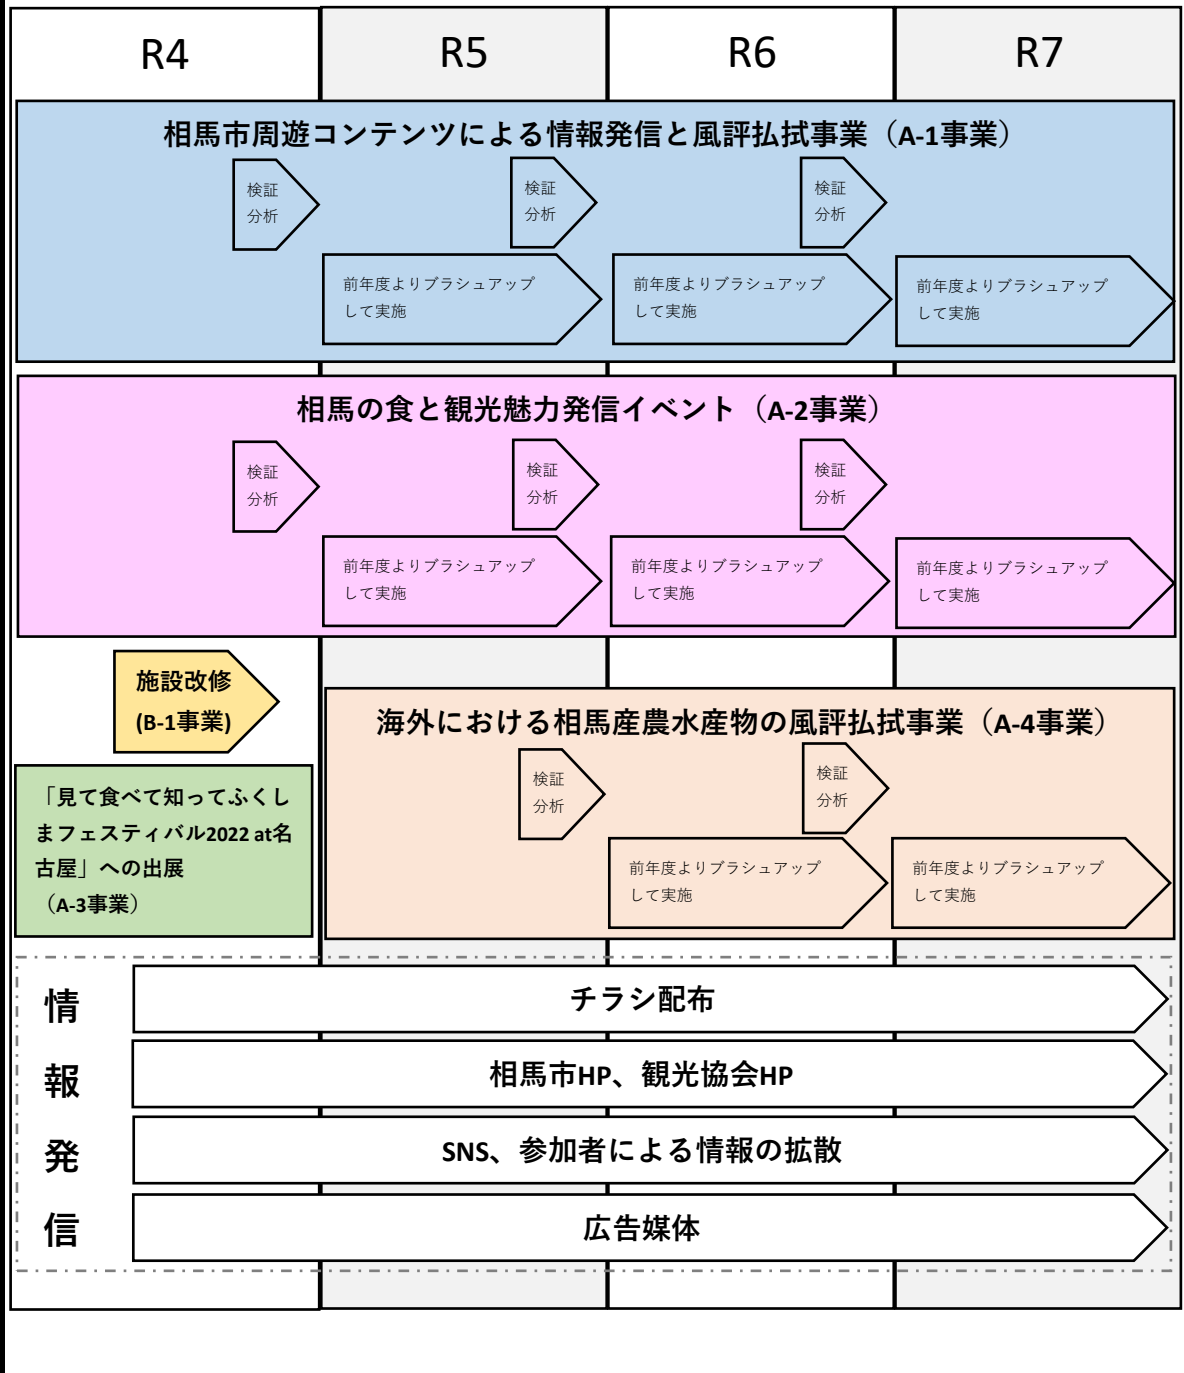 R4
R5
R6
R7
相馬市周遊コンテンツによる情報発信と風評払拭事業（A-1事業）
検証
分析
検証
分析
検証
分析
前年度よりブラシュアップ
して実施
前年度よりブラシュアップ
して実施
前年度よりブラシュアップ
して実施
相馬の食と観光魅力発信イベント（A-2事業）
検証
分析
検証
分析
検証
分析
前年度よりブラシュアップ
して実施
前年度よりブラシュアップ
して実施
前年度よりブラシュアップ
して実施
施設改修
(B-1事業)
「見て食べて知ってふくし
まフェスティバル2022 at名
古屋」への出展
（A-3事業）
海外における相馬産農水産物の風評払拭事業（A-4事業）
検証
分析
検証
分析
前年度よりブラシュアップ
して実施
前年度よりブラシュアップ
して実施
情
報
発
信
チラシ配布
相馬市HP、観光協会HP
SNS、参加者による情報の拡散
広告媒体